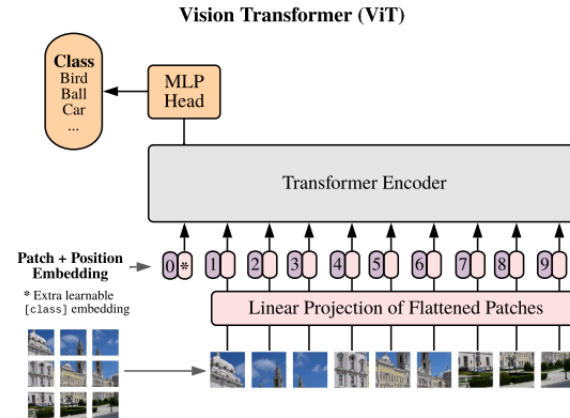 Vision Transformer (ViT)
Class
Bird
Ball
Car
...
MLP
Head
Transformer Encoder
Patch + Position
Embedding
0 * 1 2 3 4 5 6 7 8 9
* Extra learnable
[class] embedding
Linear Projection of Flattened Patches